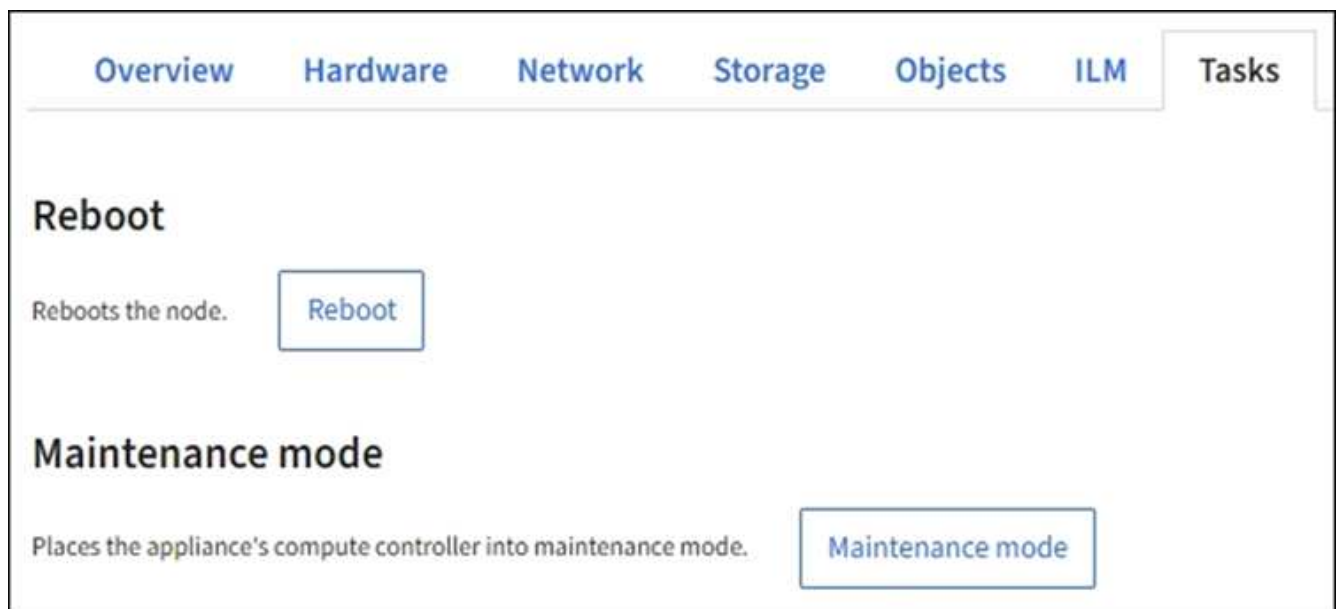 Overview Hardware Network Storage Objects ILM Tasks
Reboot
Reboots the node. Reboot
Maintenance mode
Places the appliance's compute controller into maintenance mode. Maintenance mode